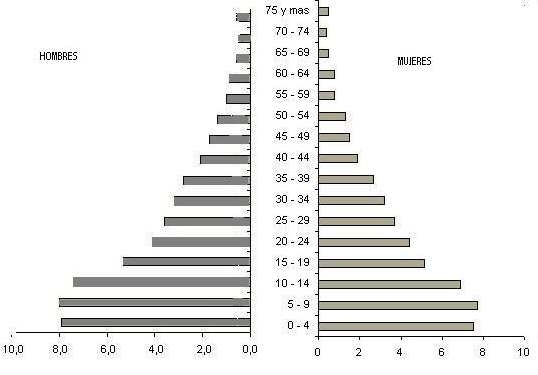 75 y mas
70 - 74
HOMBRES
65 - 69
MUJERES
60 - 64
55 - 59
50 - 54
45 - 49
40 - 44
35 - 39
30 - 34
25 - 29
20 - 24
15 - 19
10 - 14
5 - 9
0 - 4
10,0 8,0 6,0 4,0 2,0 0,0 0 2 4 6 8 10